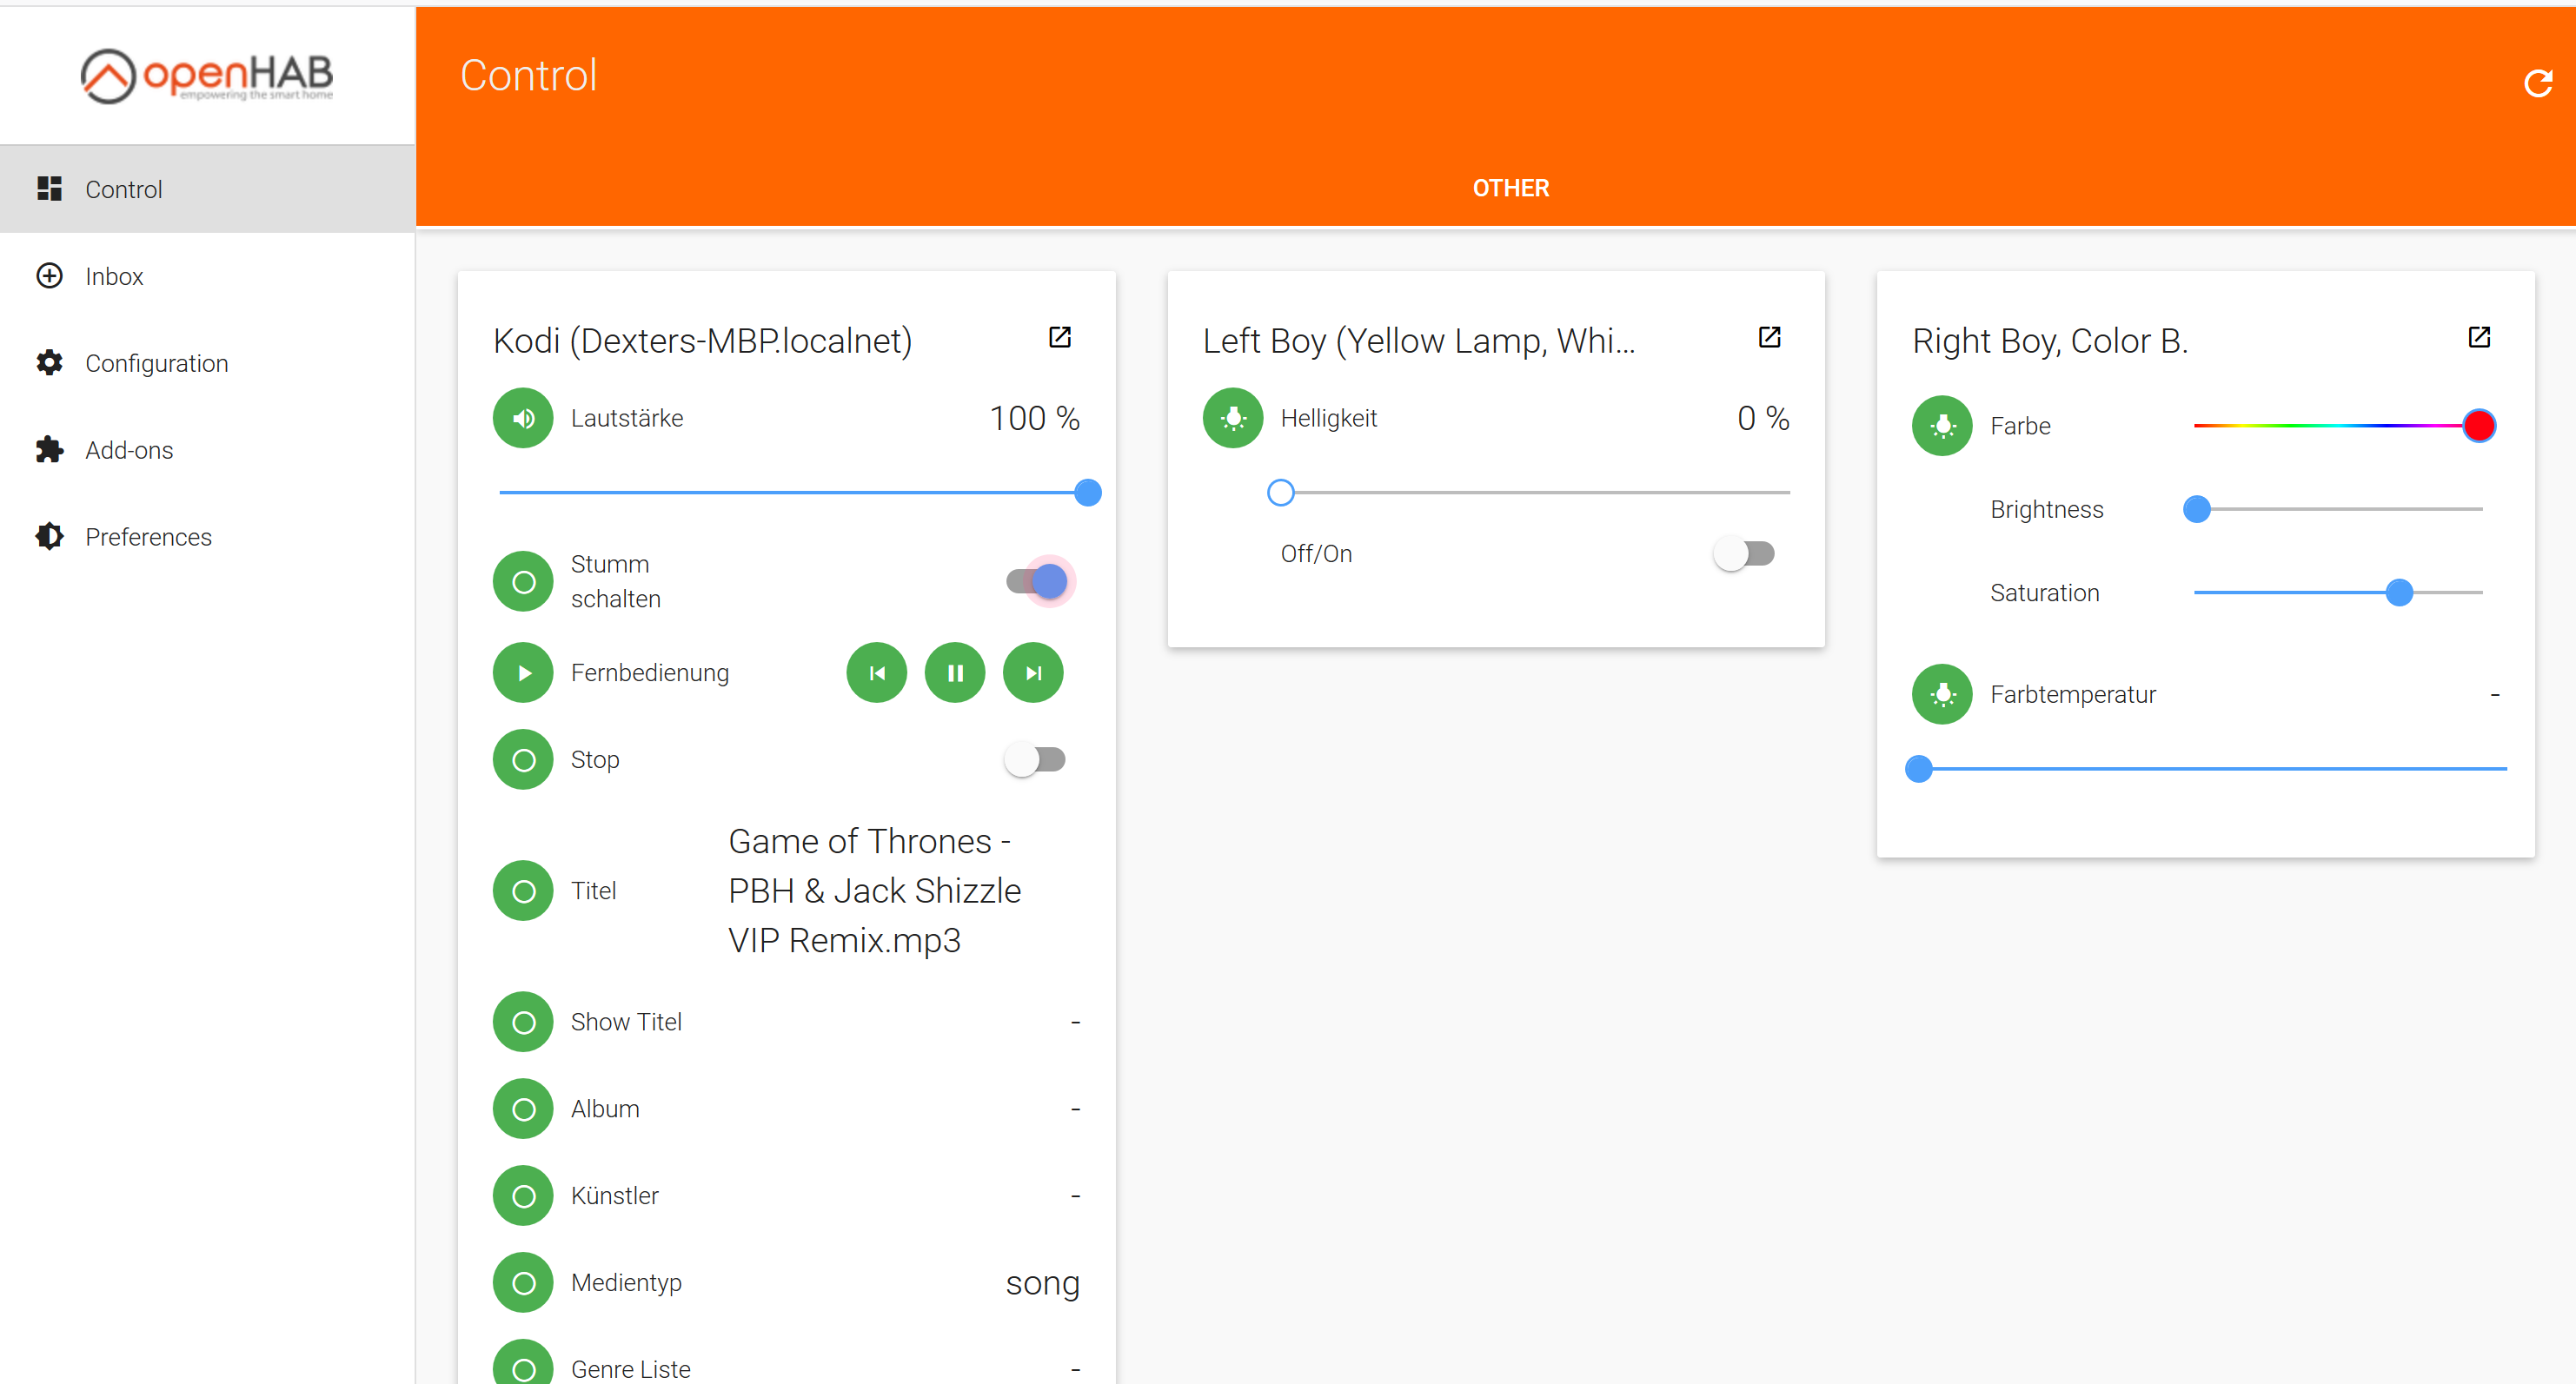 openHAB
empowering the smart home
Control
Inbox
Configuration
Add-ons
Preferences
Control
OTHER
Kodi (Dexters-MBP.localnet)
Lautstärke 100 %
Stumm
schalten
Fernbedienung
Stop
Titel
Game of Thrones -
PBH & Jack Shizzle
VIP Remix.mp3
Show Titel -
Album -
Künstler -
Medientyp song
Genre Liste -
Left Boy (Yellow Lamp, Whi...
Helligkeit 0 %
Off/On
Right Boy, Color B.
Farbe
Brightness
Saturation
Farbtemperatur -